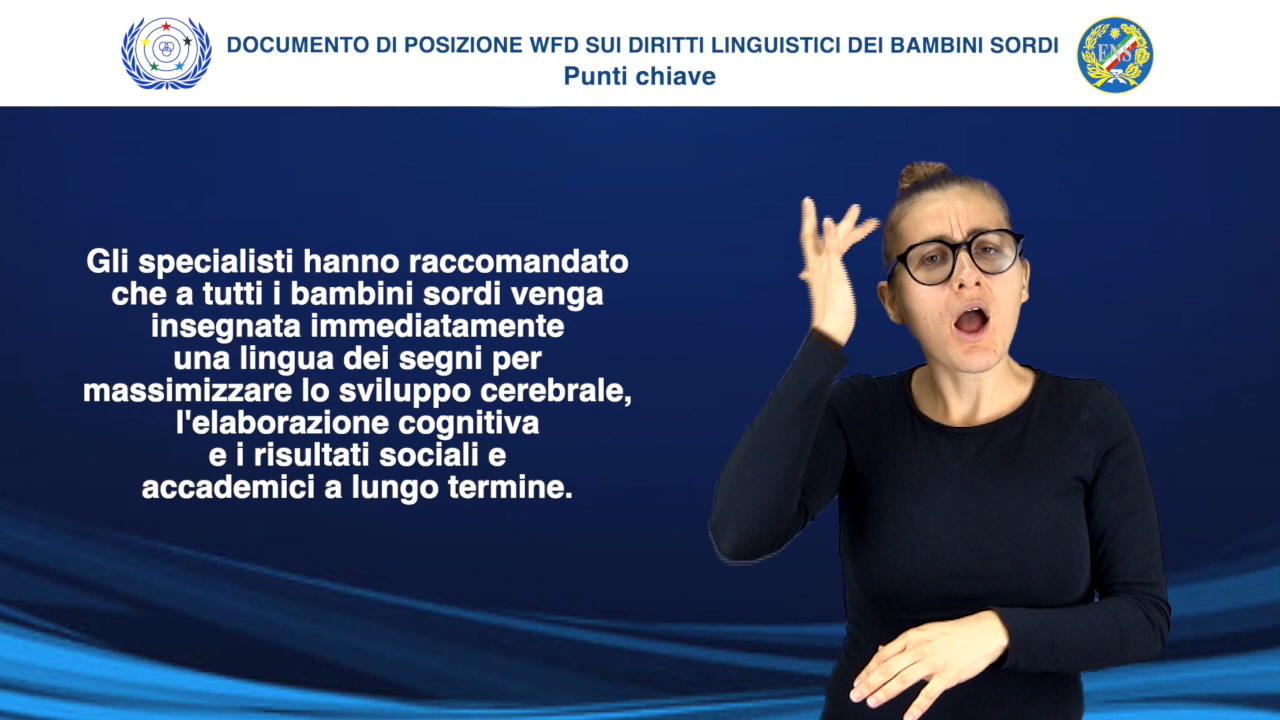 DOCUMENTO DI POSIZIONE WFD SUI DIRITTI LINGUISTICI DEI BAMBINI SORDI
Punti chiave
ENS
Gli specialisti hanno raccomandato
che a tutti i bambini sordi venga
insegnata immediatamente
una lingua dei segni per
massimizzare lo sviluppo cerebrale,
l'elaborazione cognitiva
e i risultati sociali e
accademici a lungo termine.